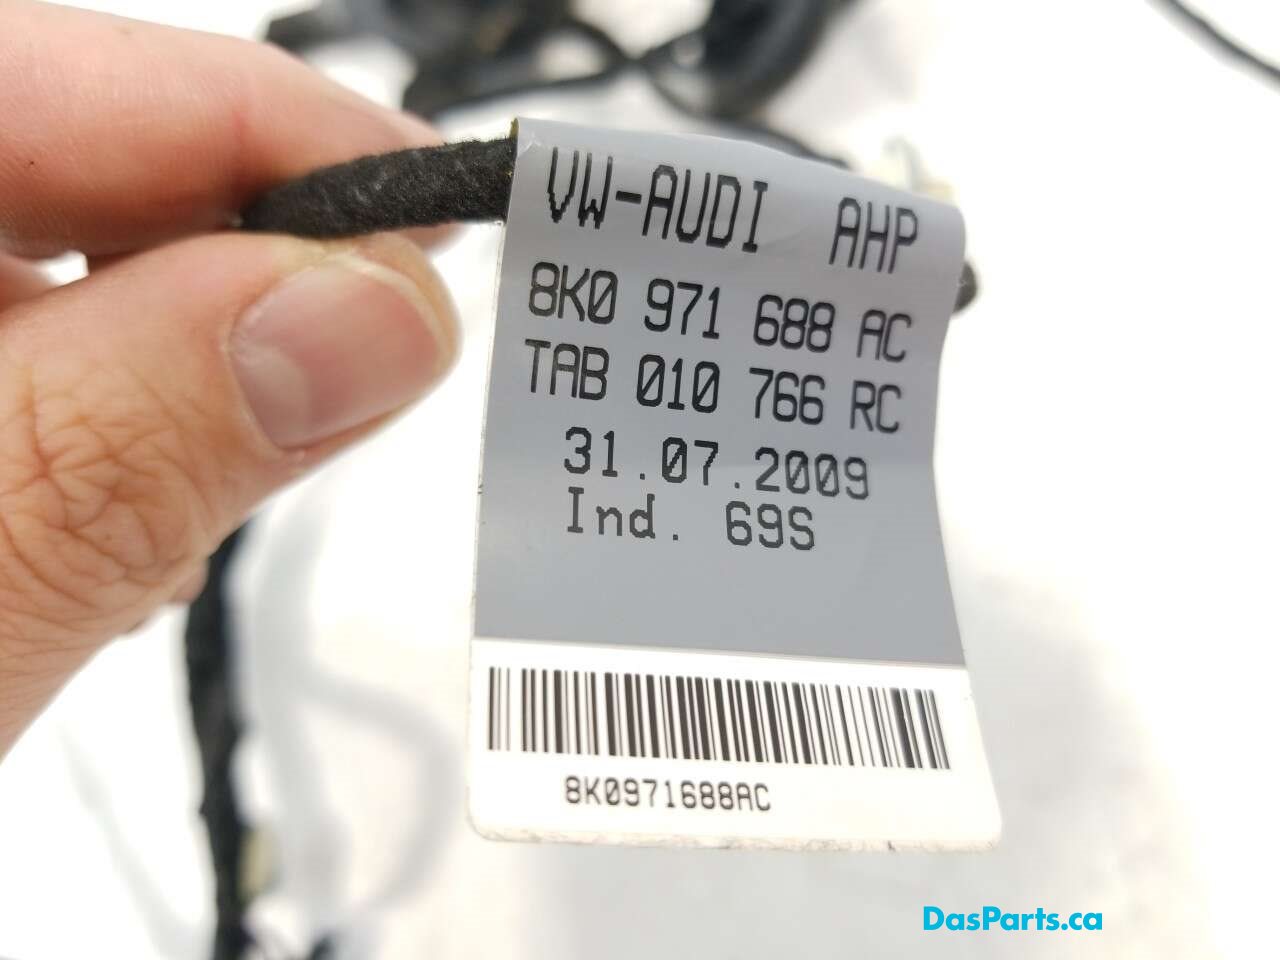 VW-AUDI AHP
8K0 971 688 AC
TAB 010 766 RC
31.07.2009
Ind. 69S
8K0971688AC
DasParts.ca